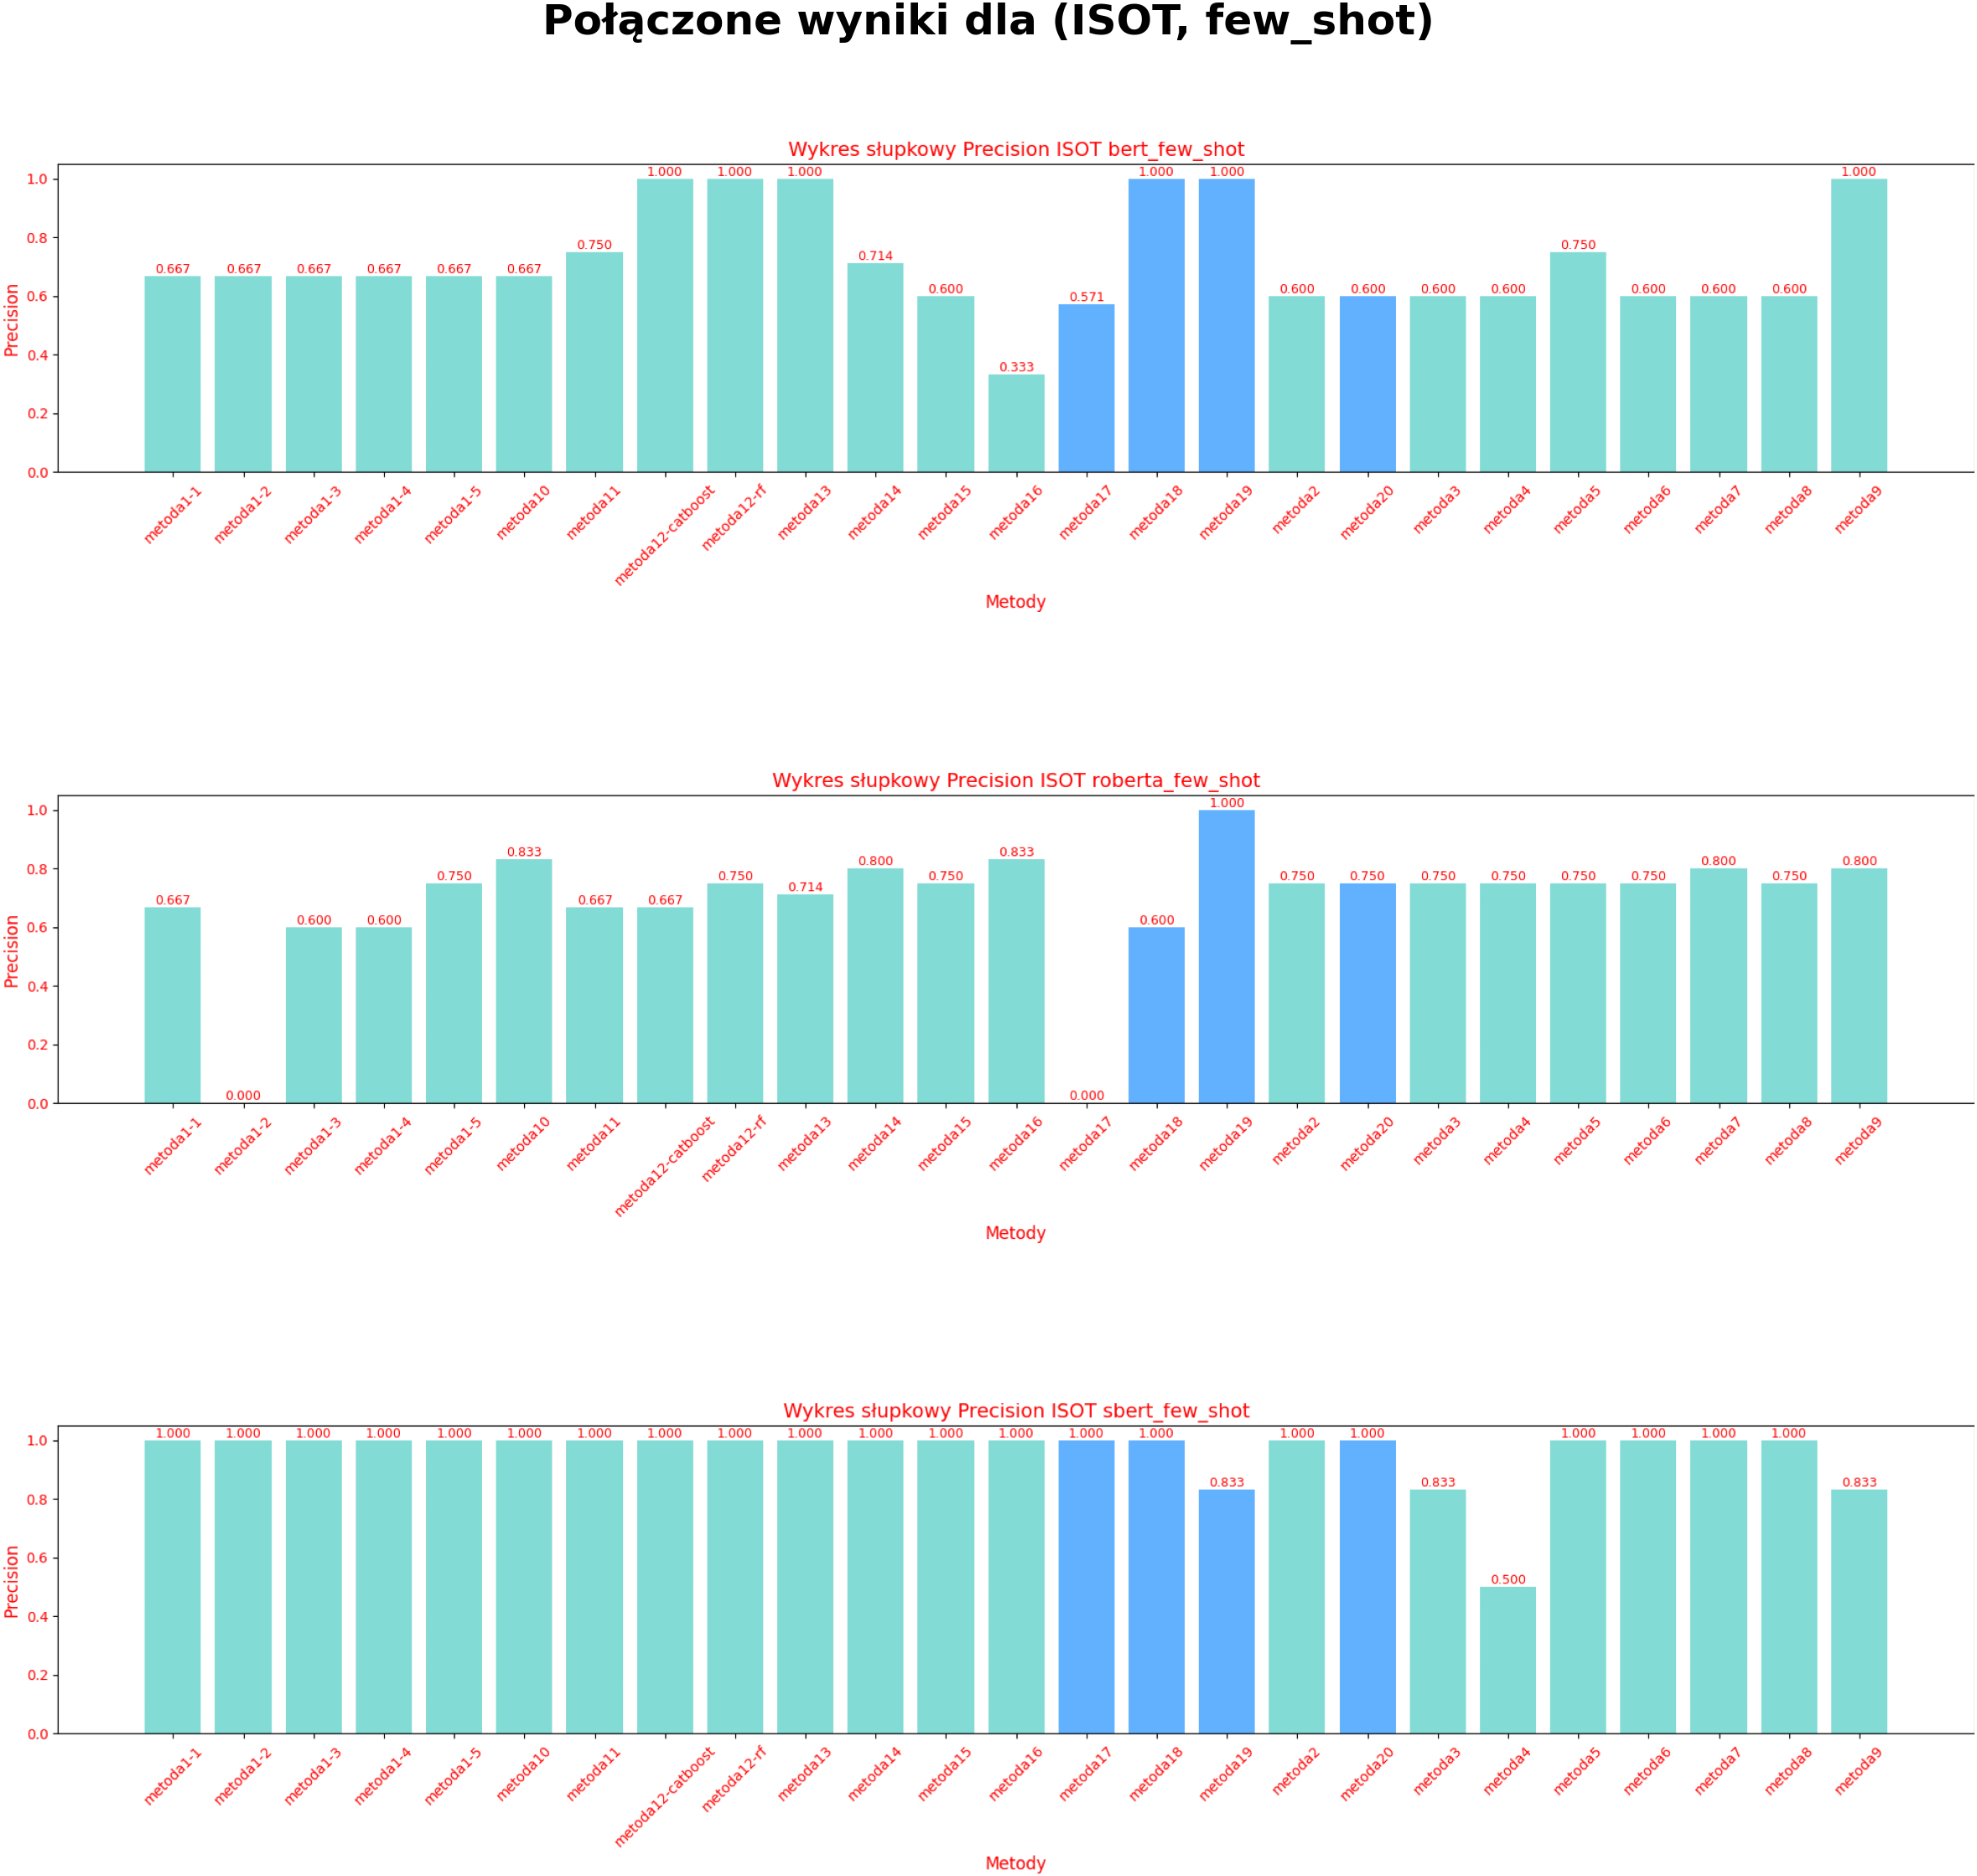 Połączone wyniki dla (ISOT, few_shot)
Wykres słupkowy Precision ISOT bert_few_shot
Precision
1.0
0.8
0.6
0.4
0.2
0.0
0.667 0.667 0.667 0.667 0.667 0.667 0.750 1.000 1.000 1.000 0.714 0.600 0.333 0.571 1.000 1.000 0.600 0.600 0.600 0.600 0.750 0.600 0.600 0.600 1.000
metoda1-1 metoda1-2 metoda1-3 metoda1-4 metoda1-5 metoda10 metoda11 metoda12-catboost metoda12-rf metoda13 metoda14 metoda15 metoda16 metoda17 metoda18 metoda19 metoda2 metoda20 metoda3 metoda4 metoda5 metoda6 metoda7 metoda8 metoda9
Metody
Wykres słupkowy Precision ISOT roberta_few_shot
Precision
1.0
0.8
0.6
0.4
0.2
0.0
0.667 0.000 0.600 0.600 0.750 0.833 0.667 0.667 0.750 0.714 0.800 0.750 0.833 0.000 0.600 1.000 0.750 0.750 0.750 0.750 0.750 0.750 0.800 0.750 0.800
metoda1-1 metoda1-2 metoda1-3 metoda1-4 metoda1-5 metoda10 metoda11 metoda12-catboost metoda12-rf metoda13 metoda14 metoda15 metoda16 metoda17 metoda18 metoda19 metoda2 metoda20 metoda3 metoda4 metoda5 metoda6 metoda7 metoda8 metoda9
Metody
Wykres słupkowy Precision ISOT sbert_few_shot
Precision
1.0
0.8
0.6
0.4
0.2
0.0
1.000 1.000 1.000 1.000 1.000 1.000 1.000 1.000 1.000 1.000 1.000 1.000 1.000 1.000 1.000 0.833 1.000 1.000 0.833 0.500 1.000 1.000 1.000 1.000 0.833
metoda1-1 metoda1-2 metoda1-3 metoda1-4 metoda1-5 metoda10 metoda11 metoda12-catboost metoda12-rf metoda13 metoda14 metoda15 metoda16 metoda17 metoda18 metoda19 metoda2 metoda20 metoda3 metoda4 metoda5 metoda6 metoda7 metoda8 metoda9
Metody